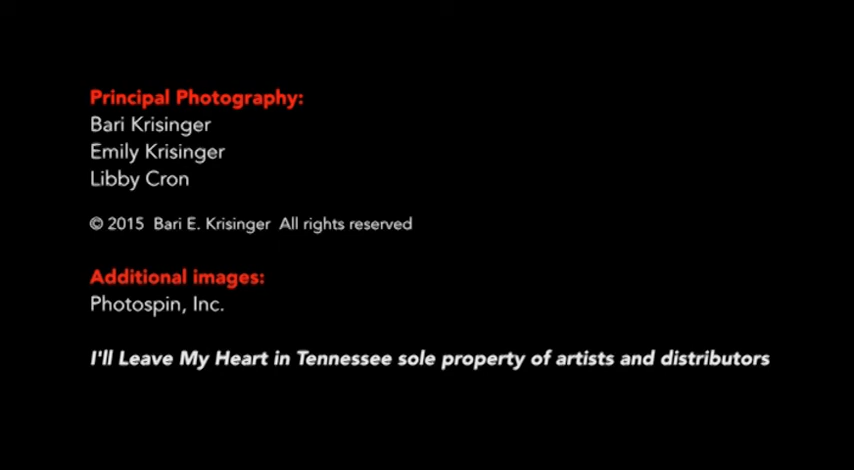 Principal Photography:
Bari Krisinger
Emily Krisinger
Libby Cron
© 2015 Bari E. Krisinger All rights reserved
Additional images:
Photospin, Inc.
I'll Leave My Heart in Tennessee sole property of artists and distributors